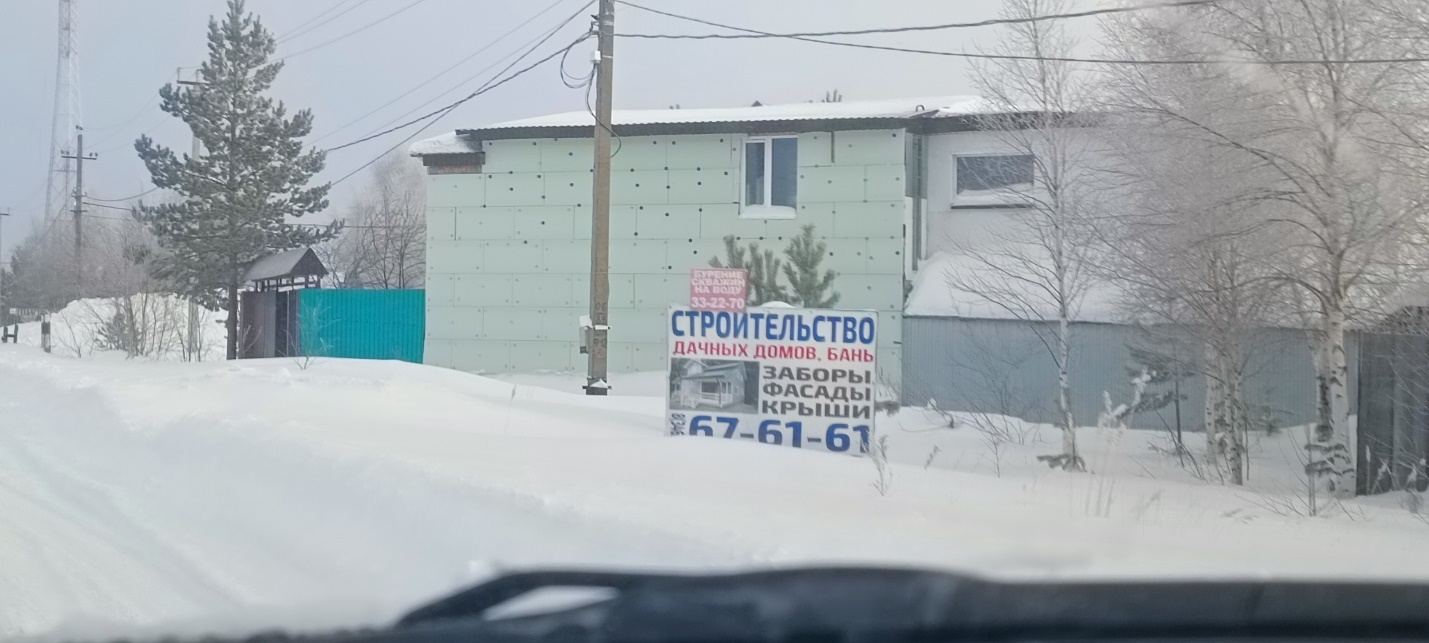 БУРЕНИЕ
СКВАЖИН
НА ВОДУ
33-22-70
СТРОИТЕЛЬСТВО
ДАЧНЫХ ДОМОВ, БАНЬ
ЗАБОРЫ
ФАСАДЫ
КРЫШИ
67-61-61